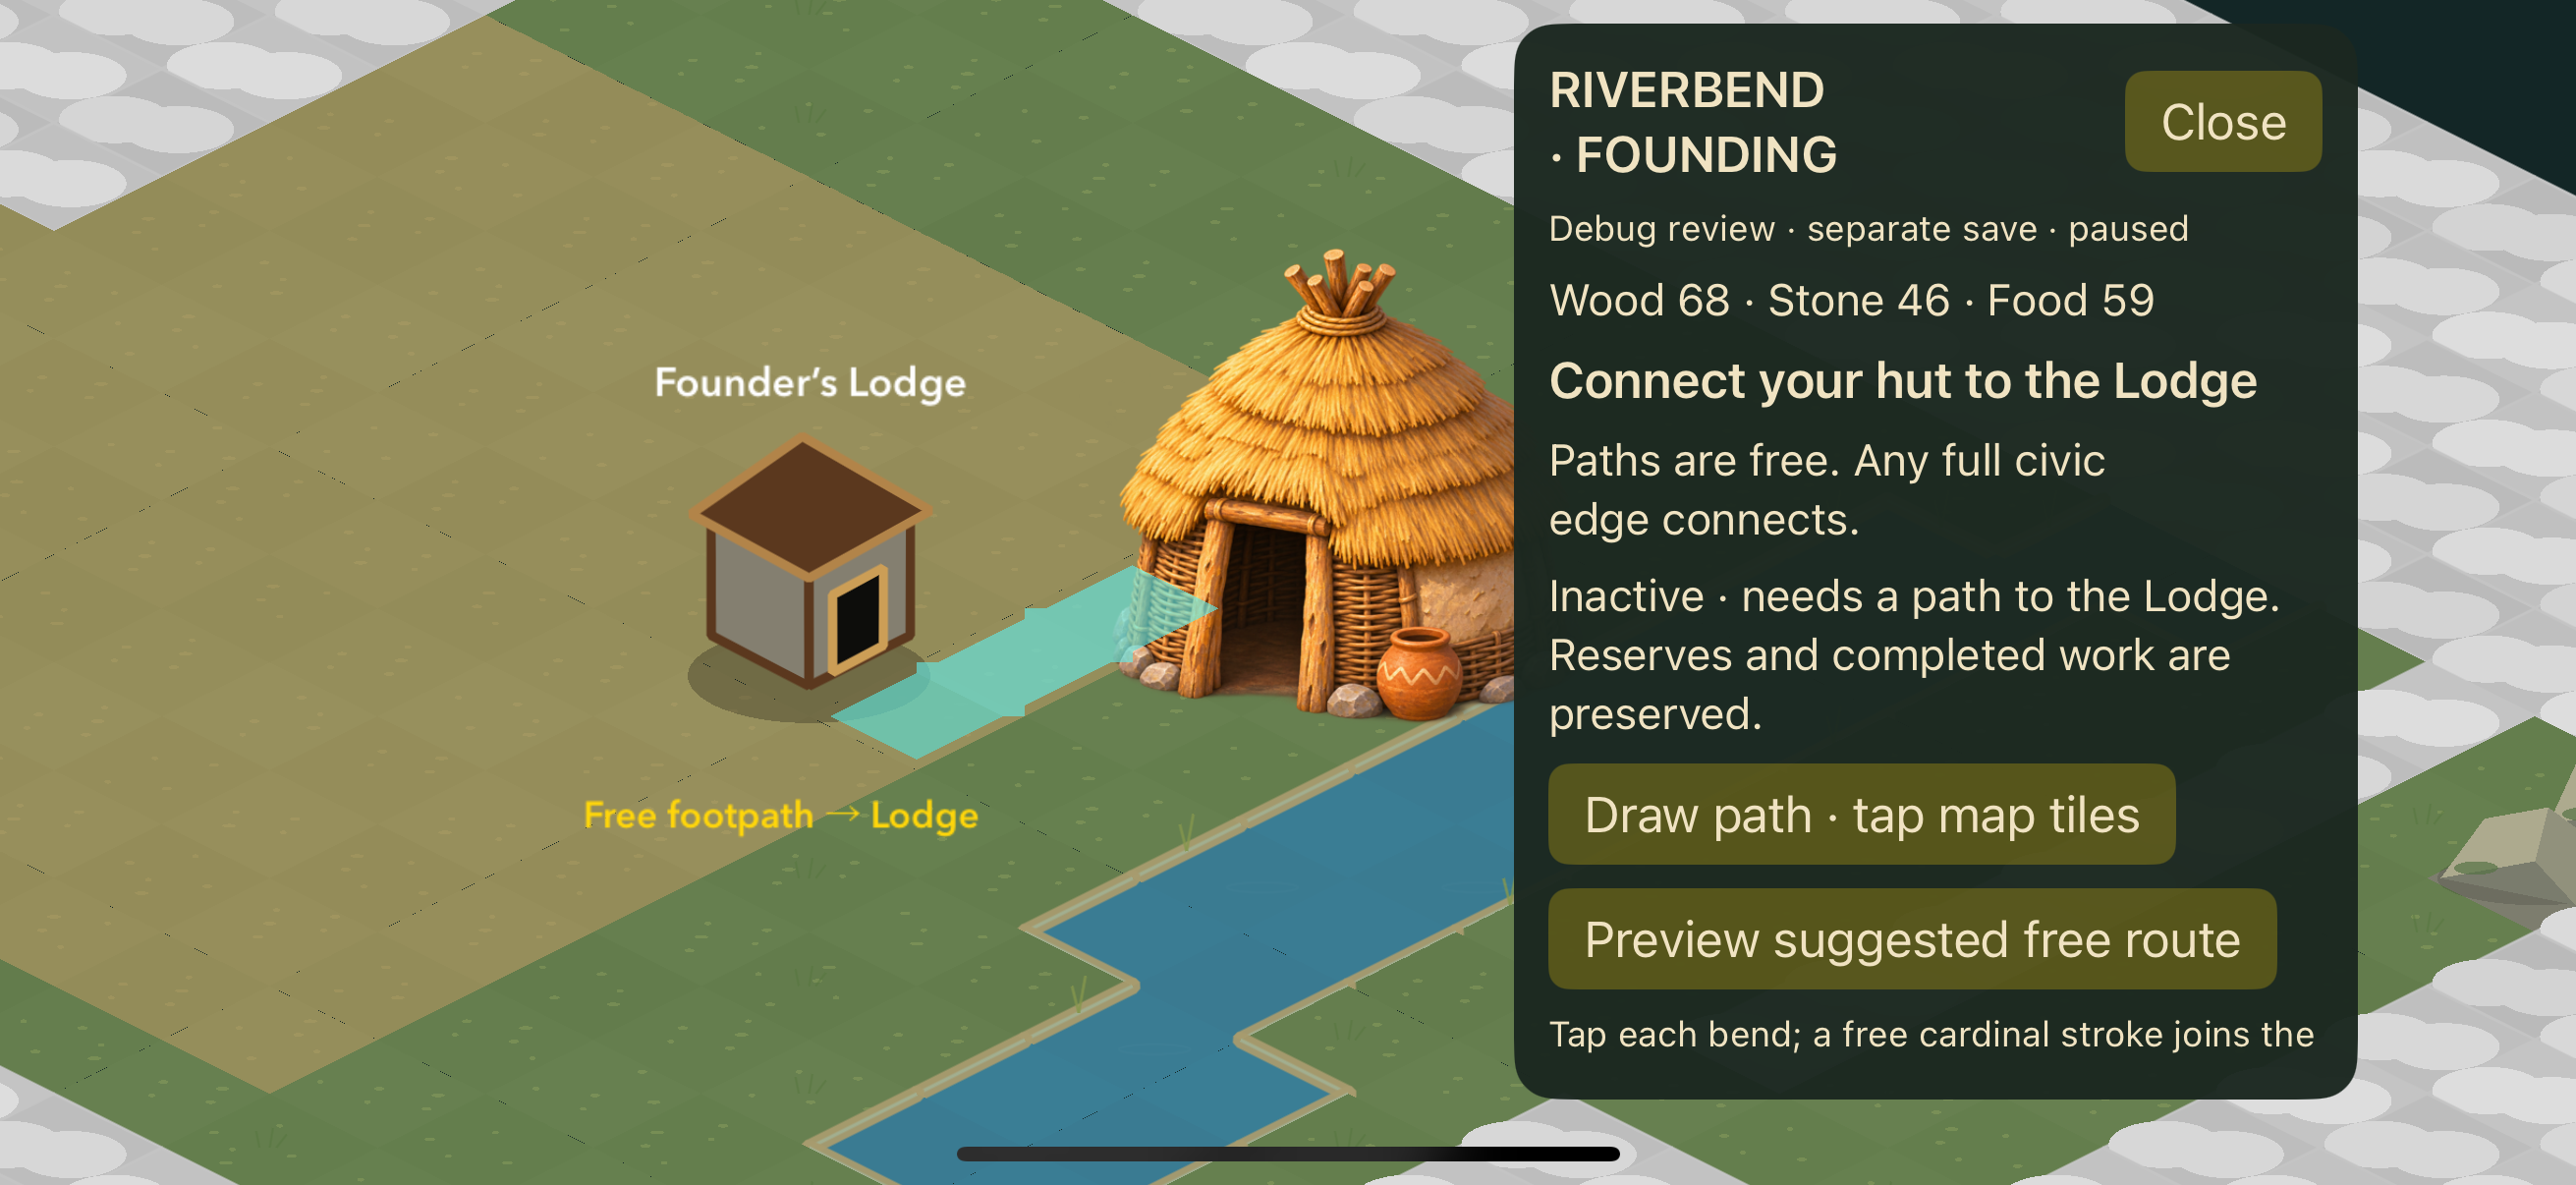 Founder’s Lodge
Free footpath → Lodge
RIVERBEND
· FOUNDING
Close
Debug review · separate save · paused
Wood 68 · Stone 46 · Food 59
Connect your hut to the Lodge
Paths are free. Any full civic
edge connects.
Inactive · needs a path to the Lodge.
Reserves and completed work are
preserved.
Draw path · tap map tiles
Preview suggested free route
Tap each bend; a free cardinal stroke joins the